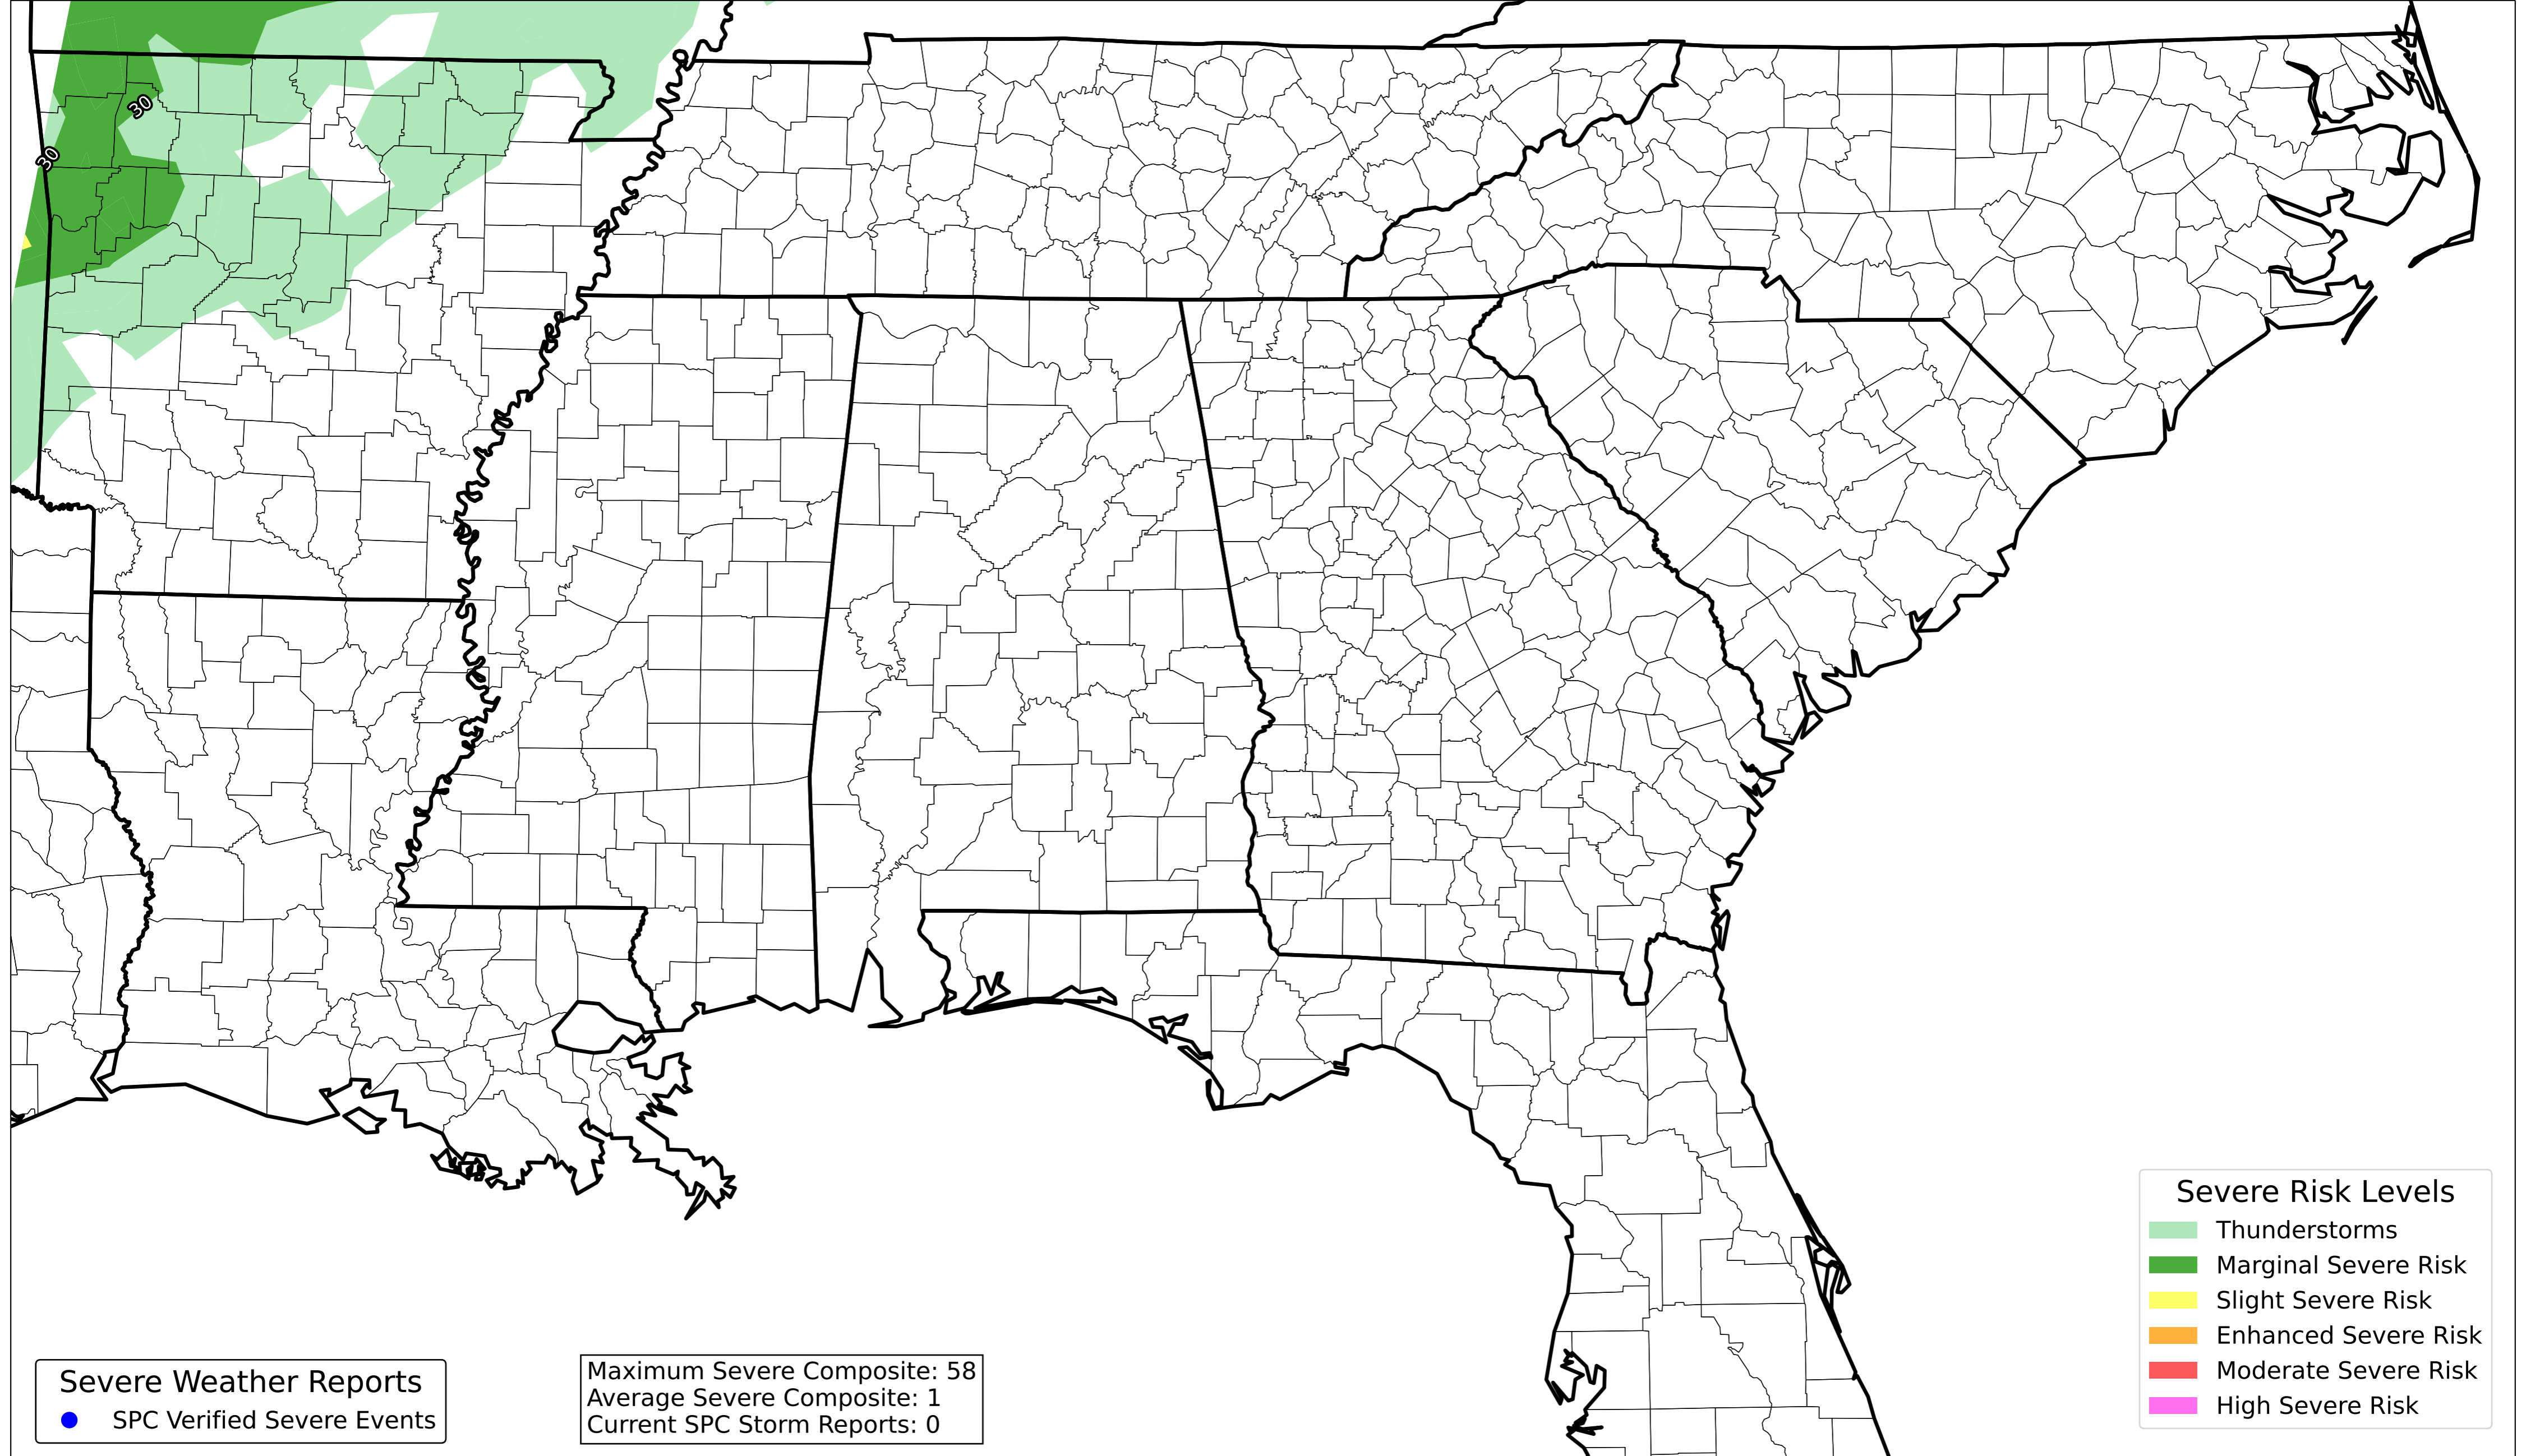 30
30
Severe Risk Levels
Thunderstorms
Marginal Severe Risk
Slight Severe Risk
Enhanced Severe Risk
Moderate Severe Risk
High Severe Risk
Severe Weather Reports
SPC Verified Severe Events
Maximum Severe Composite: 58
Average Severe Composite: 1
Current SPC Storm Reports: 0